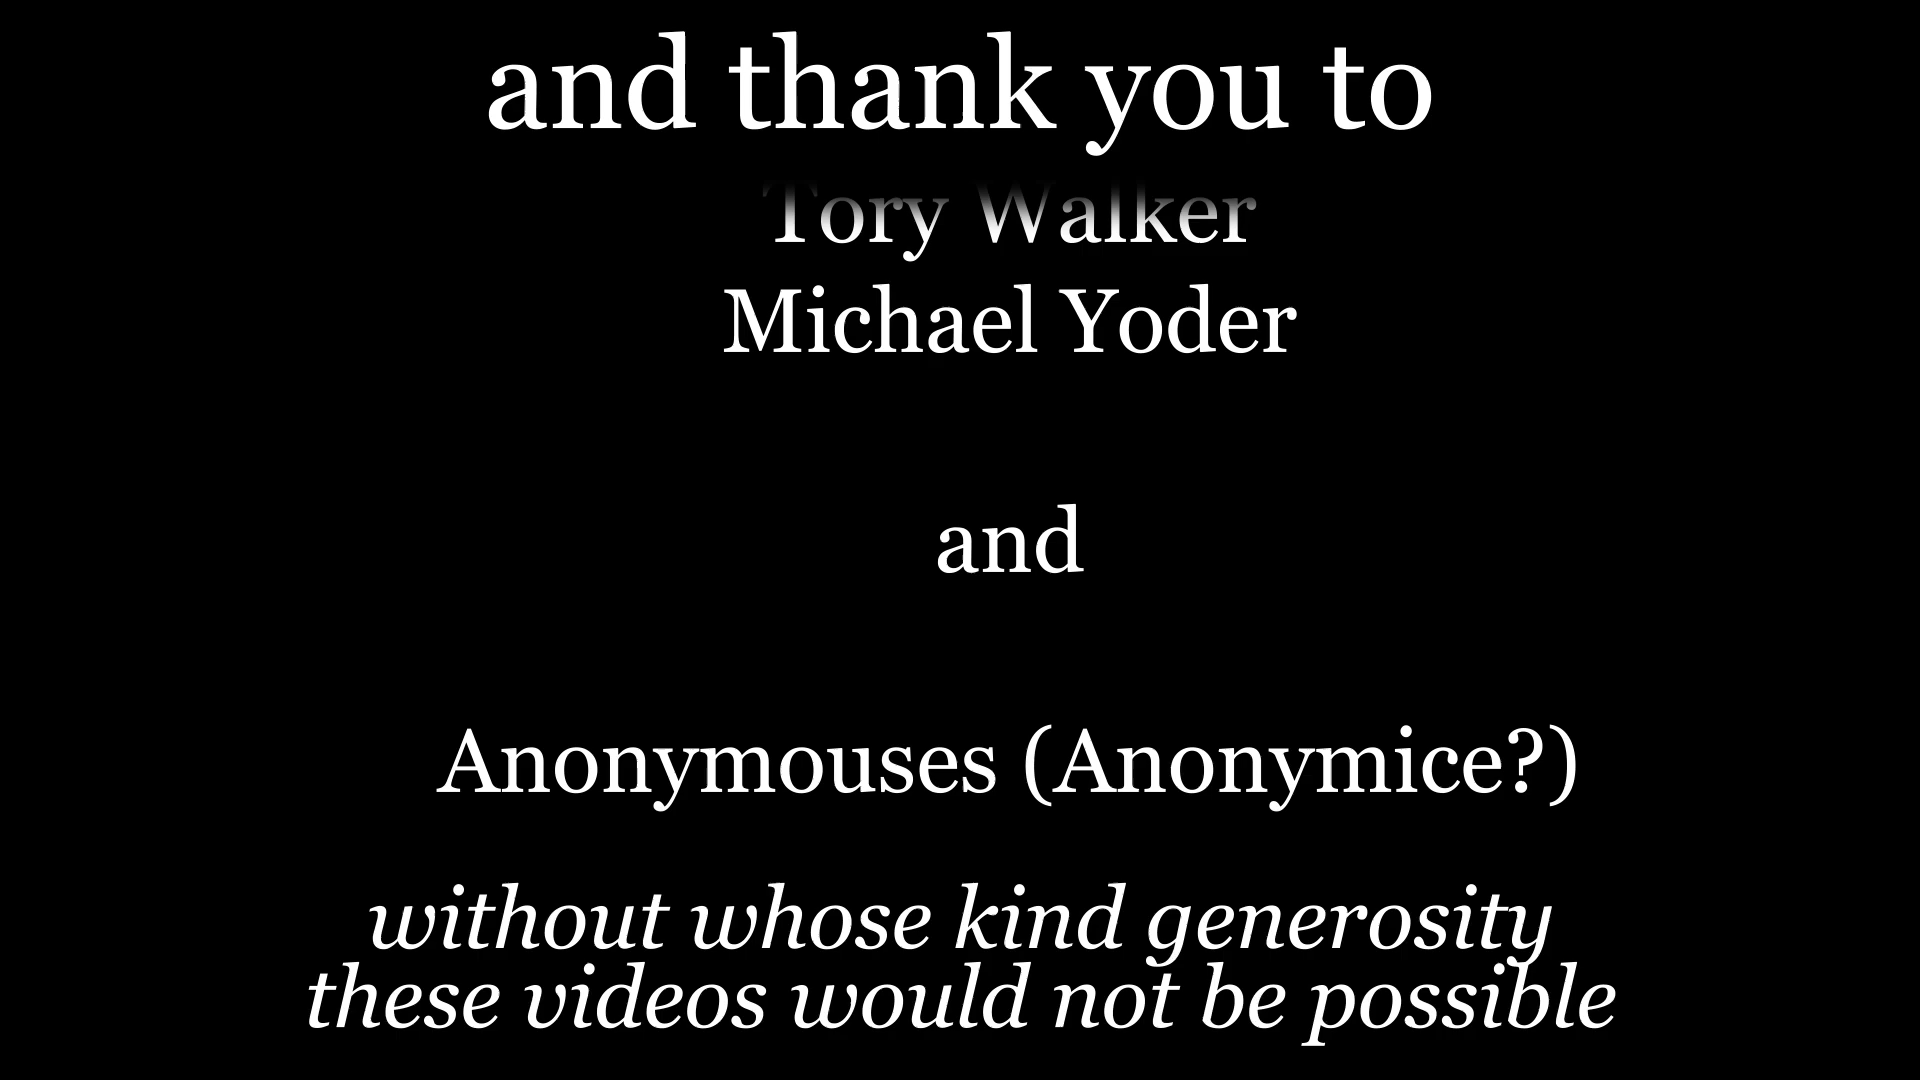 and thank you to
Tory Walker
Michael Yoder
and
Anonymouses (Anonymice?)
without whose kind generosity
these videos would not be possible